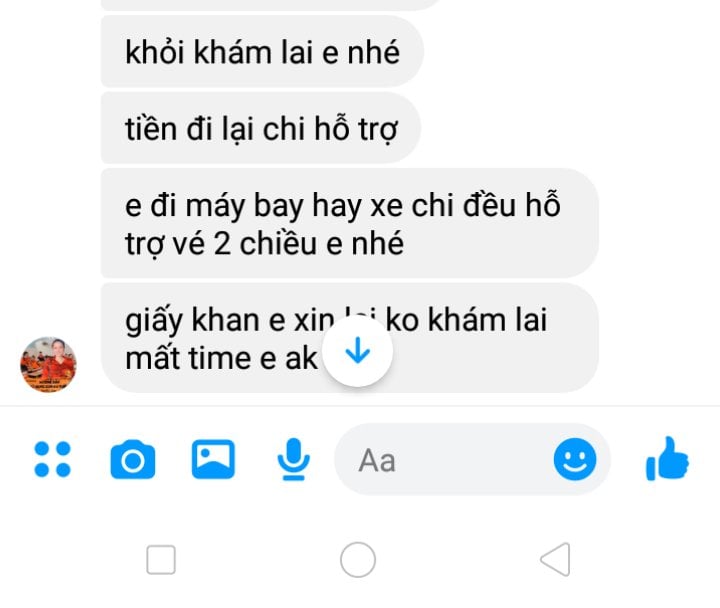 khỏi khám lai e nhé
tiền đi lại chi hỗ trợ
e đi máy bay hay xe chi đều hỗ
trợ vé 2 chiều e nhé
giấy khan e xin ko khám lai
mất time e ak
Aa